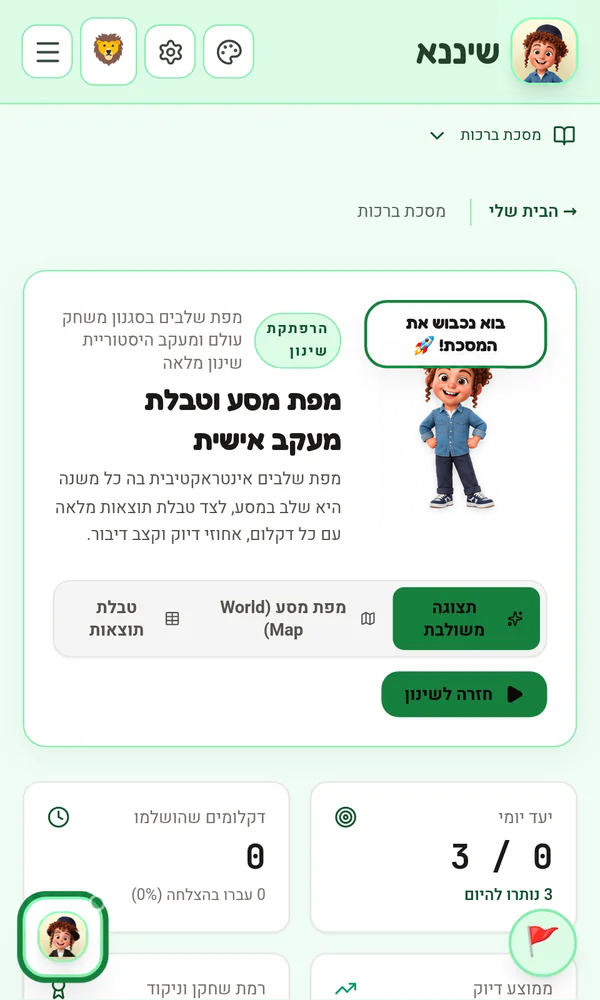 שיננא
מסכת ברכות
→ הבית שלי
מסכת ברכות
בוא נכבוש את
המסכת! 🚀
הרפתקת
שינון
מפת שלבים בסגנון משחק
עולם ומעקב היסטוריית
שינון מלאה
מפת מסע וטבלת
מעקב אישית
מפת שלבים אינטראקטיבית בה כל משנה
היא שלב במסע, לצד טבלת תוצאות מלאה
עם כל דקלום, אחוזי דיוק וקצב דיבור.
תצוגה
משולבת
מפת מסע (World
Map)
טבלת
תוצאות
חזרה לשינון
יעד יומי
0 / 3
3 נותרו להיום
דקלומים שהושלמו
0
0 עברו בהצלחה (0%)
ממוצע דיוק
רמת שחקן וניקוד